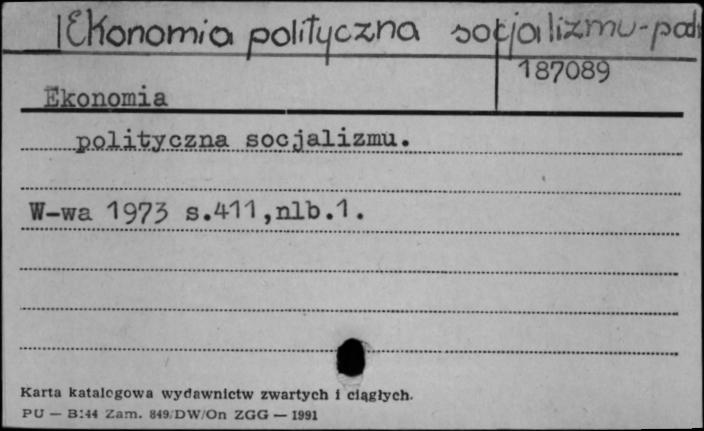 Ekonomia polityczna socjalizmu-pod
187089
Ekonomia
polityczna socjalizmu.
W-wa 1973 s.411,nlb.1.
Karta katalogowa wydawnictw zwartych i ciągłych.
PU — B:44 Zam. 849/DW/On ZGG — 1991